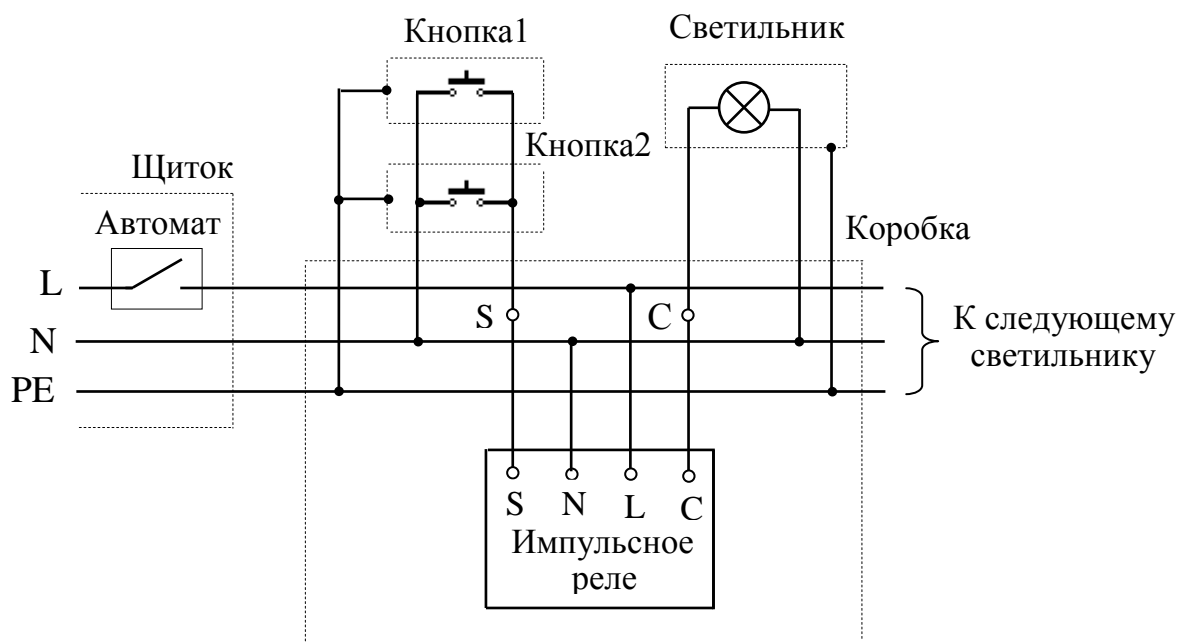 Кнопка1
Светильник
Кнопка2
Щиток
Автомат
Коробка
L
S
C
К следующему
светильнику
N
PE
S N L C
Импульсное
реле